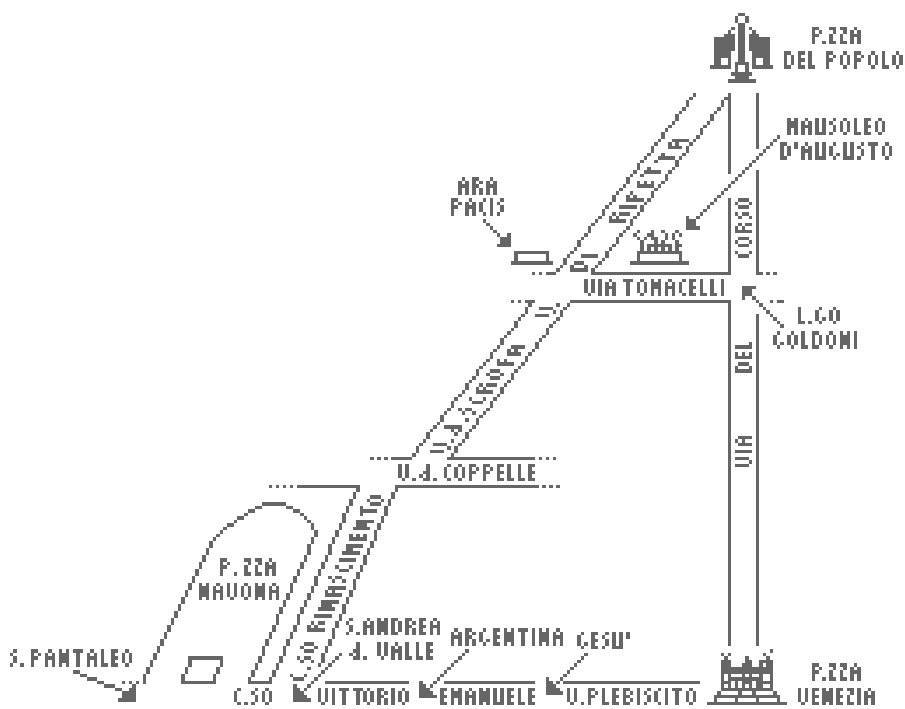 P.ZZA
DEL POPOLO
MAUSOLEO
D'AUGUSTO
V. DI RIPETTA
ARA
PACIS
CORSO
VIA TOMACELLI
L.GO
GOLDONI
V.d.SCROFA
DEL
VIA
V.d. COPPELLE
C.SO RINASCIMENTO
P.ZZA
NAVONA
S.ANDREA
d. VALLE
ARGENTINA
GESU'
S.PANTALEO
C.SO VITTORIO EMANUELE V.PLEBISCITO
P.ZZA
VENEZIA